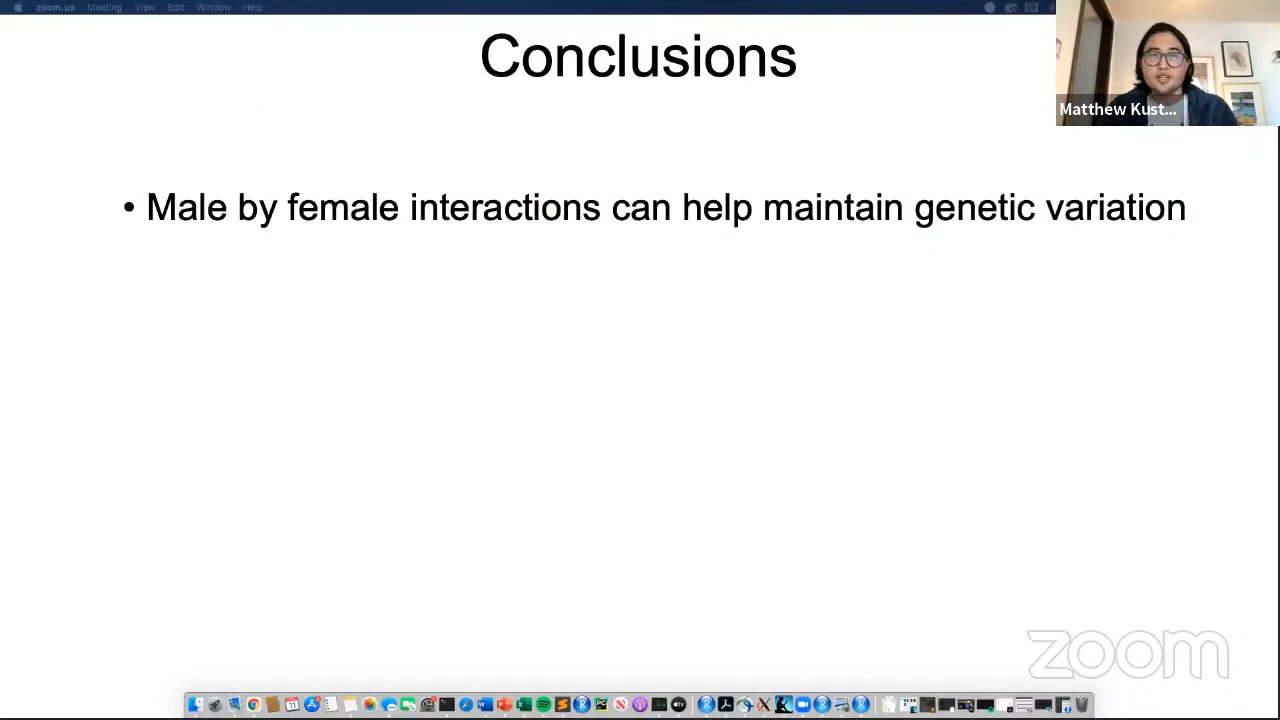 zoom.us Meeting View Edit Window Help
Conclusions
Matthew Kust...
• Male by female interactions can help maintain genetic variation
zoom